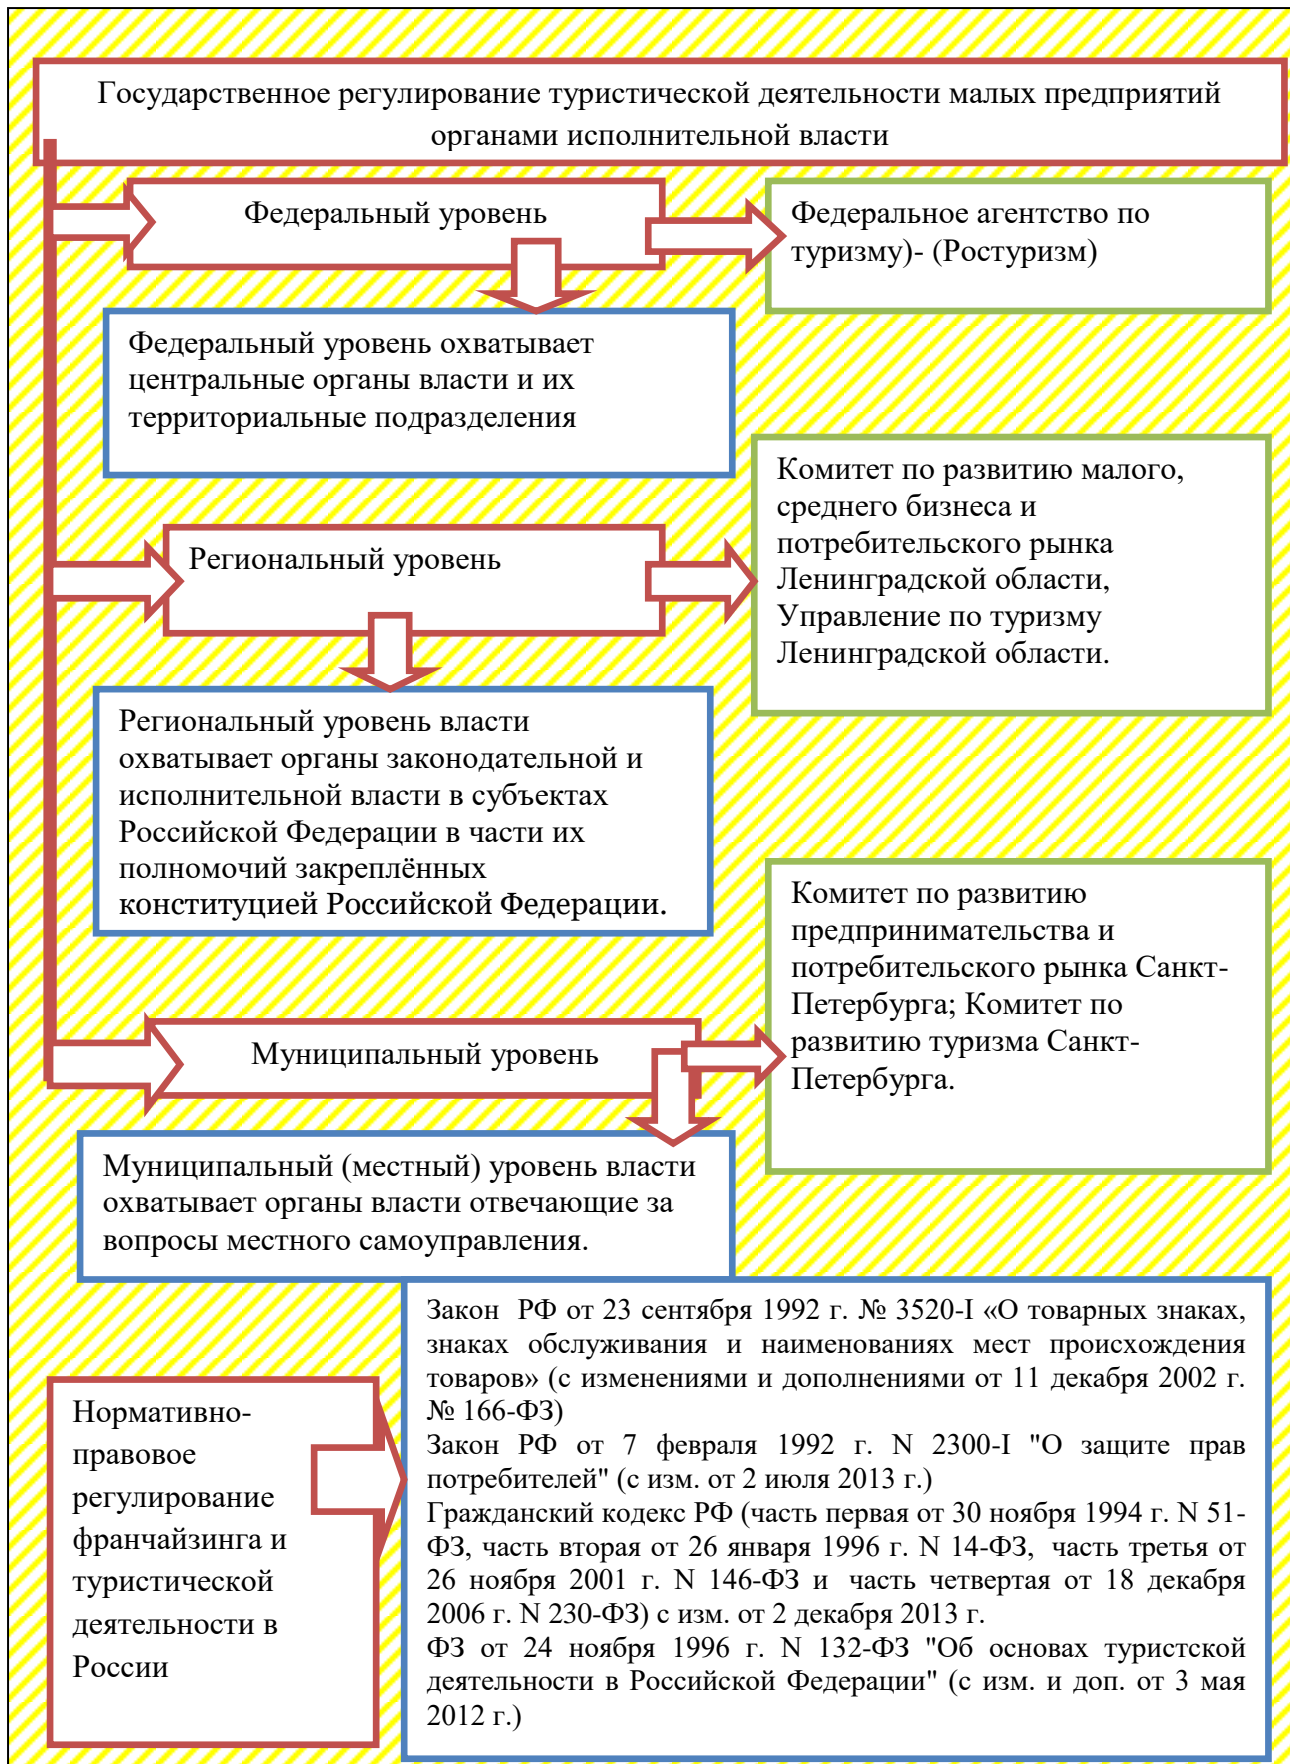 Государственное регулирование туристической деятельности малых предприятий
органами исполнительной власти
Федеральный уровень
Федеральное агентство по
туризму)- (Ростуризм)
Федеральный уровень охватывает
центральные органы власти и их
территориальные подразделения
Региональный уровень
Комитет по развитию малого,
среднего бизнеса и
потребительского рынка
Ленинградской области,
Управление по туризму
Ленинградской области.
Региональный уровень власти
охватывает органы законодательной и
исполнительной власти в субъектах
Российской Федерации в части их
полномочий закреплённых
конституцией Российской Федерации.
Муниципальный уровень
Комитет по развитию
предпринимательства и
потребительского рынка Санкт-
Петербурга; Комитет по
развитию туризма Санкт-
Петербурга.
Муниципальный (местный) уровень власти
охватывает органы власти отвечающие за
вопросы местного самоуправления.
Нормативно-
правовое
регулирование
франчайзинга и
туристической
деятельности в
России
Закон РФ от 23 сентября 1992 г. № 3520-I «О товарных знаках,
знаках обслуживания и наименованиях мест происхождения
товаров» (с изменениями и дополнениями от 11 декабря 2002 г.
№ 166-ФЗ)
Закон РФ от 7 февраля 1992 г. N 2300-I "О защите прав
потребителей" (с изм. от 2 июля 2013 г.)
Гражданский кодекс РФ (часть первая от 30 ноября 1994 г. N 51-
ФЗ, часть вторая от 26 января 1996 г. N 14-ФЗ, часть третья от
26 ноября 2001 г. N 146-ФЗ и часть четвертая от 18 декабря
2006 г. N 230-ФЗ) с изм. от 2 декабря 2013 г.
ФЗ от 24 ноября 1996 г. N 132-ФЗ "Об основах туристской
деятельности в Российской Федерации" (с изм. и доп. от 3 мая
2012 г.)